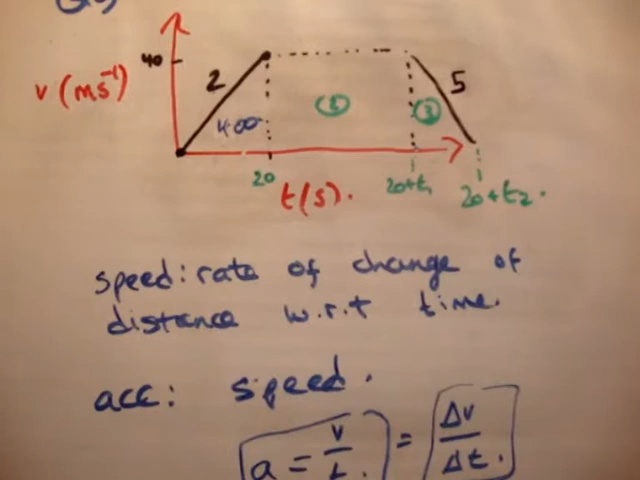 40
v (ms⁻¹)
2
5
400
②
③
20
t(s).
20+t₁
20+t₂.
speed: rate of change of
distance w.r.t time.
acc: speed.
a = v/t. = Δv/Δt.